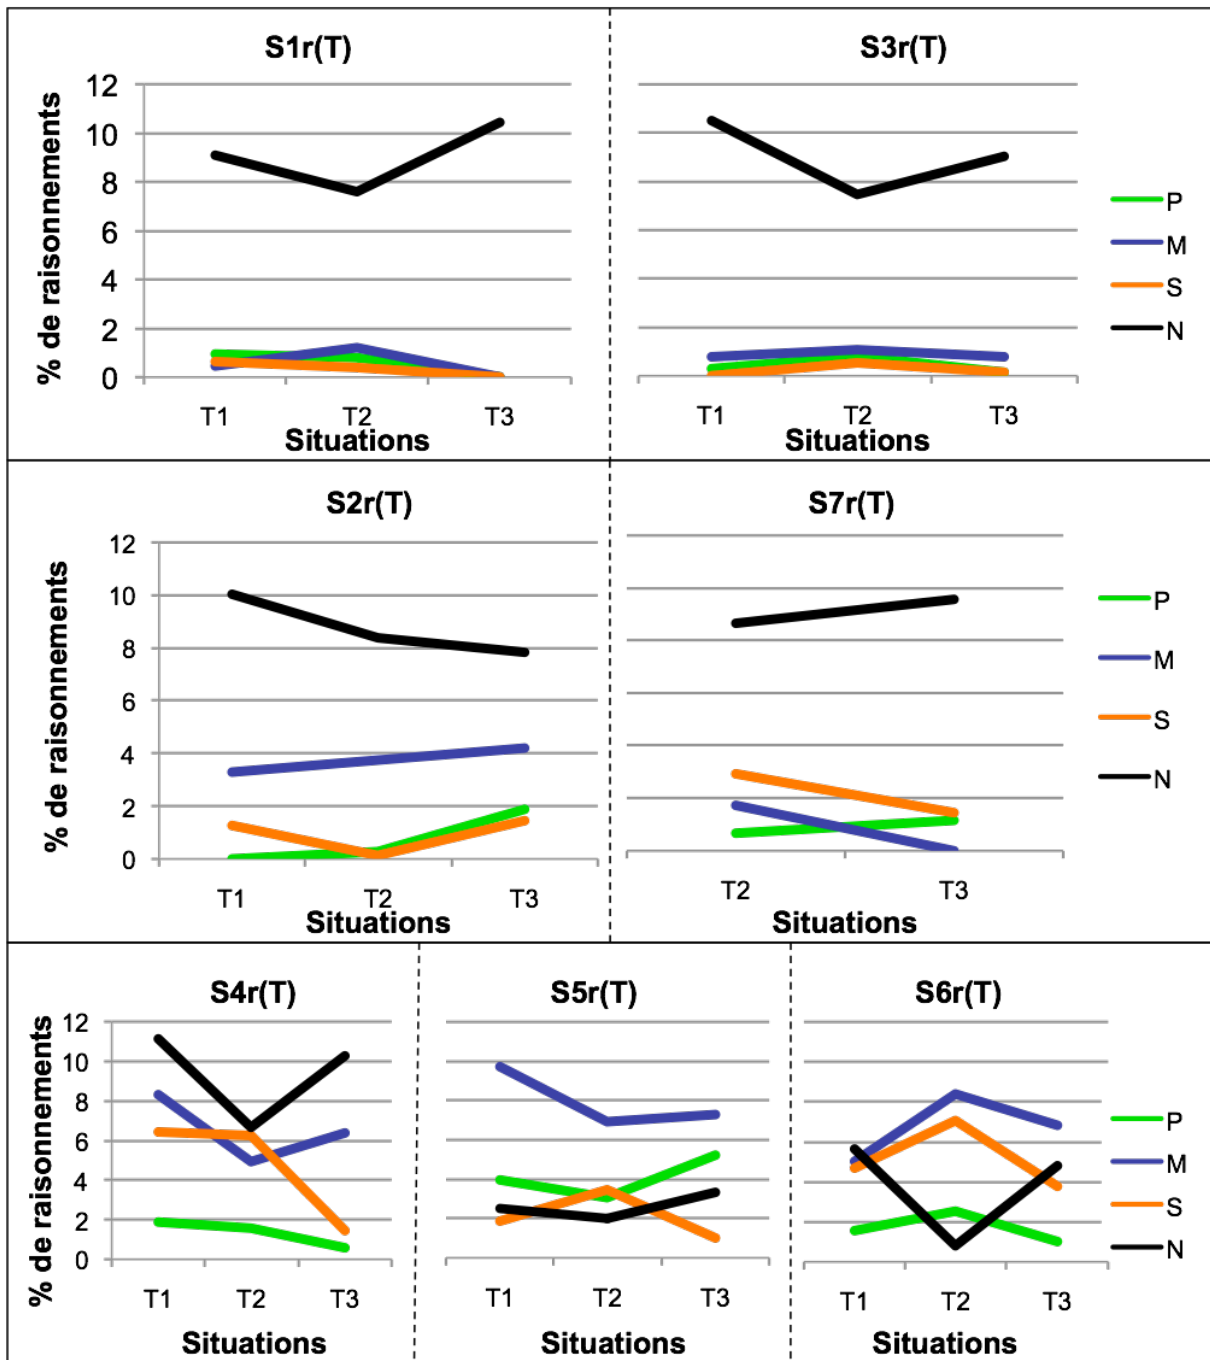 S1r(T)
S3r(T)
% de raisonnements
12
10
8
6
4
2
0
T1 T2 T3
Situations
T1 T2 T3
Situations
P
M
S
N
S2r(T)
S7r(T)
% de raisonnements
12
10
8
6
4
2
0
T1 T2 T3
Situations
T2 T3
Situations
P
M
S
N
S4r(T)
S5r(T)
S6r(T)
% de raisonnements
12
10
8
6
4
2
0
T1 T2 T3
Situations
T1 T2 T3
Situations
T1 T2 T3
Situations
P
M
S
N